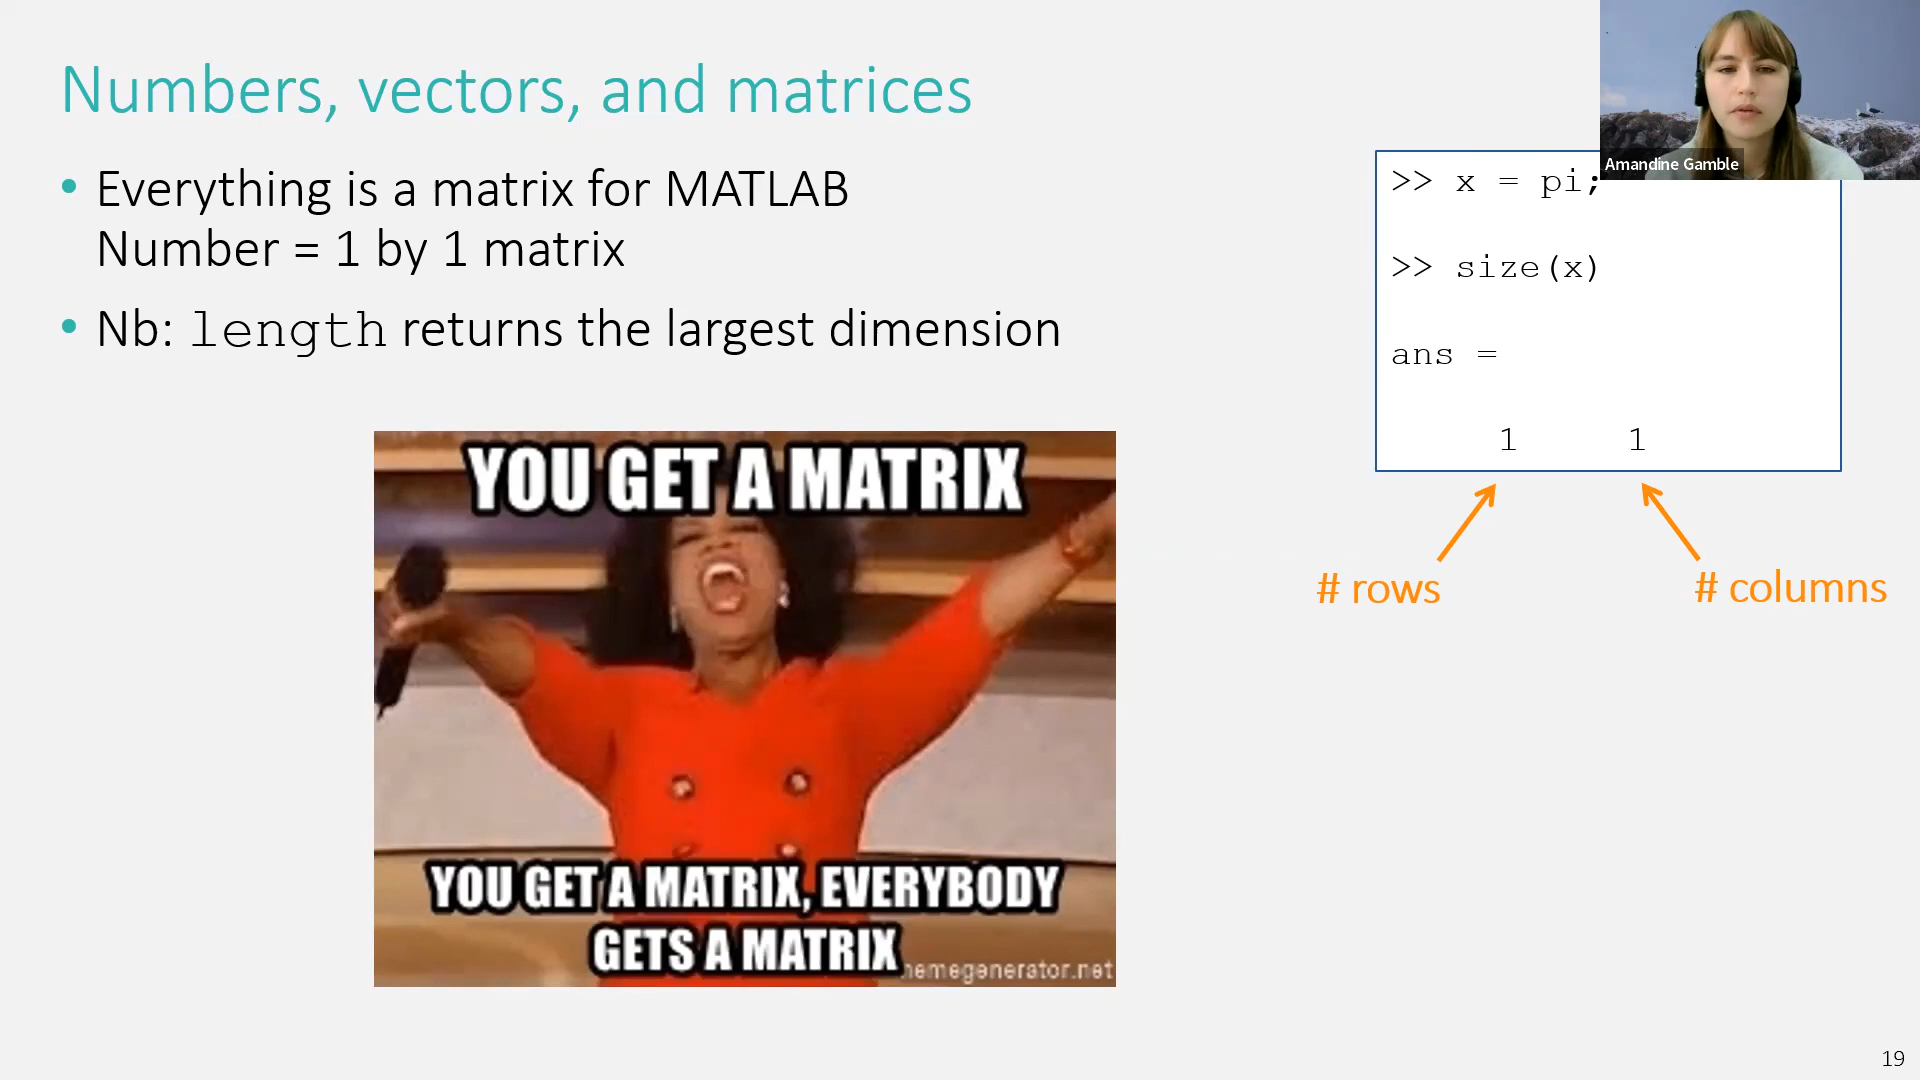 Numbers, vectors, and matrices
• Everything is a matrix for MATLAB
Number = 1 by 1 matrix
• Nb: length returns the largest dimension
YOU GET A MATRIX
YOU GET A MATRIX, EVERYBODY
GETS A MATRIX
memegenerator.net
Amandine Gamble
>> x = pi;
>> size(x)
ans =
1 1
# rows # columns
19